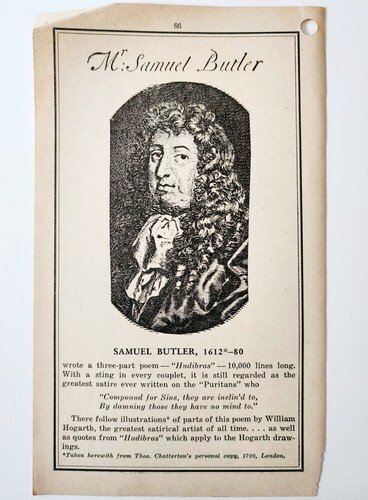 86
Mr. Samuel Butler
SAMUEL BUTLER, 1612°-80
wrote a three-part poem — "Hudibras" — 10,000 lines long.
With a sting in every couplet, it is still regarded as the
greatest satire ever written on the "Puritans" who
"Compound for Sins, they are inclin'd to,
By damning those they have no mind to."
There follow illustrations* of parts of this poem by William
Hogarth, the greatest satirical artist of all time. . . . as well
as quotes from "Hudibras" which apply to the Hogarth draw-
ings.
*Taken herewith from Thos. Chatterton's personal copy, 1720, London.